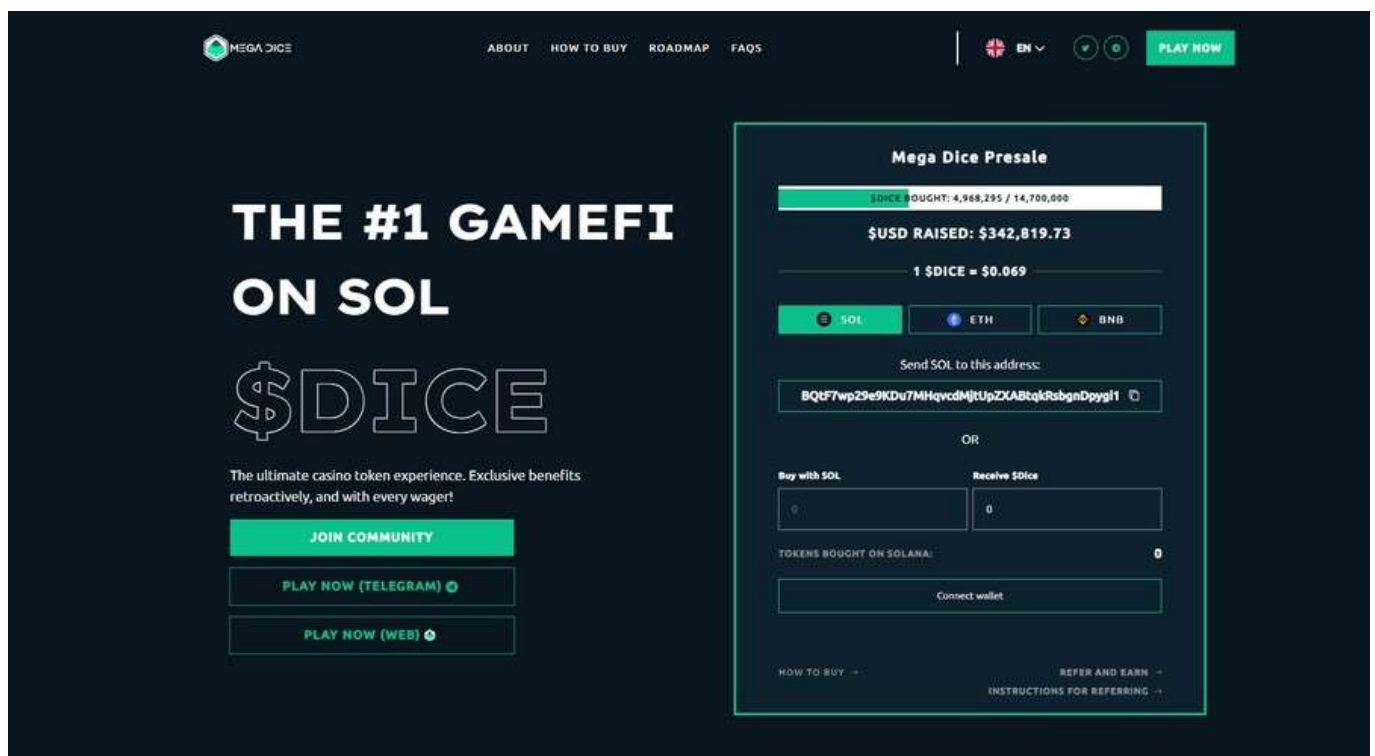 MEGA DICE
ABOUT HOW TO BUY ROADMAP FAQS
EN
PLAY NOW
THE #1 GAMEFI
ON SOL
$DICE
The ultimate casino token experience. Exclusive benefits
retroactively, and with every wager!
JOIN COMMUNITY
PLAY NOW (TELEGRAM)
PLAY NOW (WEB)
Mega Dice Presale
$DICE BOUGHT: 4,968,295 / 14,700,000
$USD RAISED: $342,819.73
1 $DICE = $0.069
SOL ETH BNB
Send SOL to this address:
OR
Buy with SOL Receive $Dice
0 0
TOKENS BOUGHT ON SOLANA: 0
Connect wallet
HOW TO BUY → REFER AND EARN →
INSTRUCTIONS FOR REFERRING →